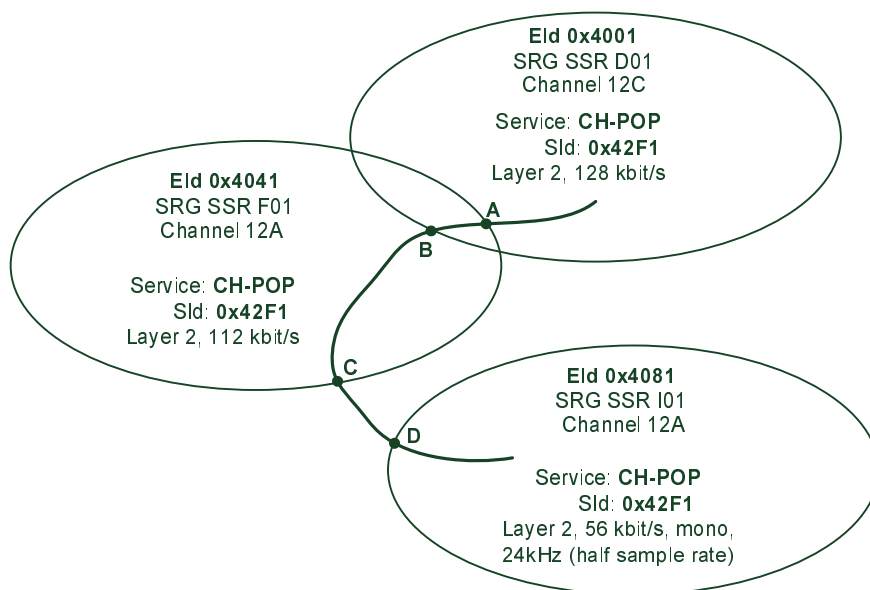 EId 0x4001
SRG SSR D01
Channel 12C
Service: CH-POP
SId: 0x42F1
Layer 2, 128 kbit/s
EId 0x4041
SRG SSR F01
Channel 12A
Service: CH-POP
SId: 0x42F1
Layer 2, 112 kbit/s
A
B
C
D
EId 0x4081
SRG SSR I01
Channel 12A
Service: CH-POP
SId: 0x42F1
Layer 2, 56 kbit/s, mono,
24kHz (half sample rate)